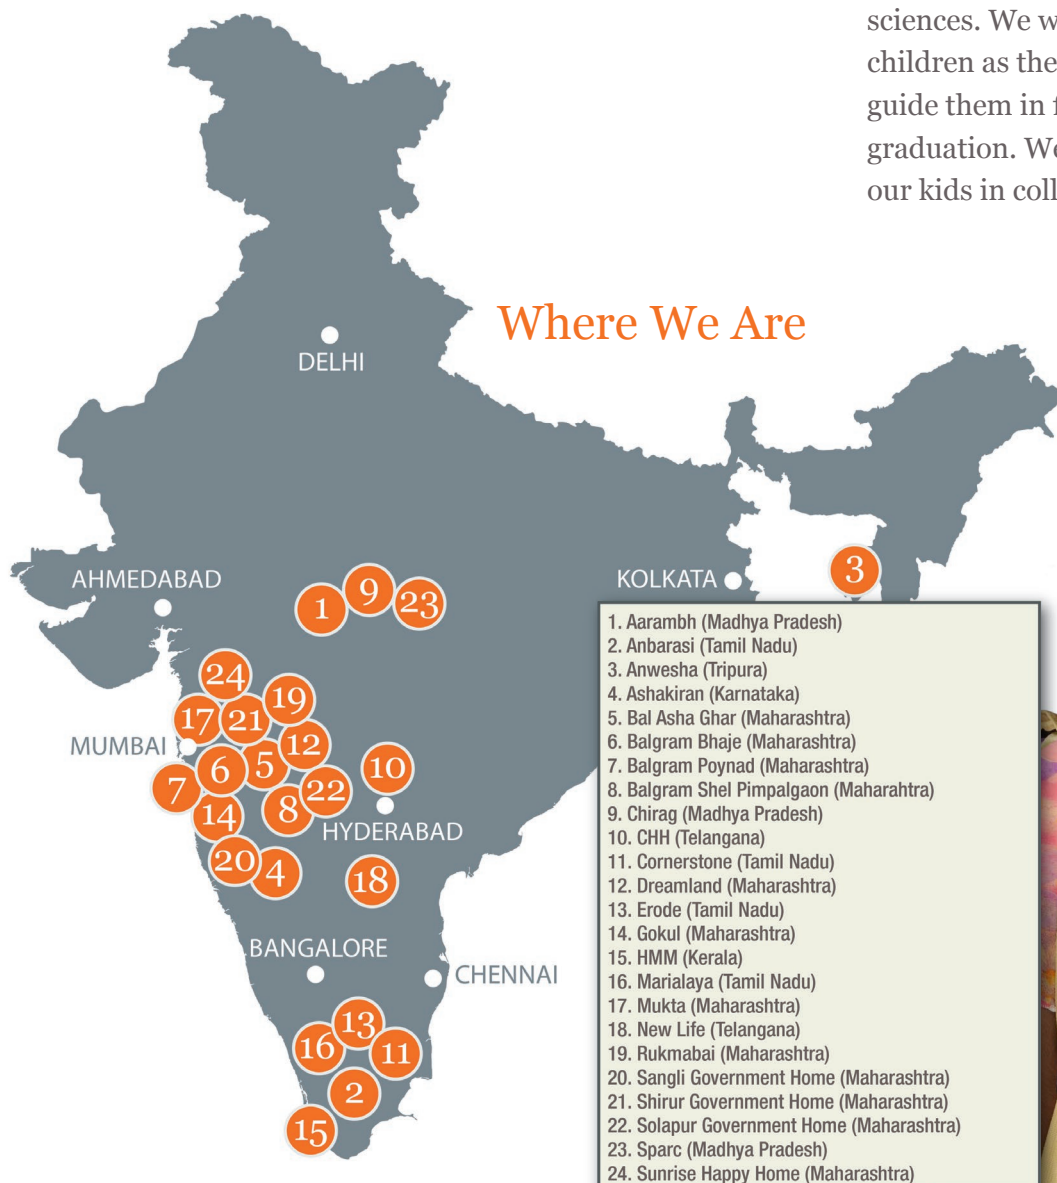 sciences. We w
children as the
guide them in f
graduation. We
our kids in coll
Where We Are
DELHI
AHMEDABAD
KOLKATA
3
1
9
23
24
19
17
21
MUMBAI
12
6
5
10
7
22
14
8
HYDERABAD
20
4
18
BANGALORE
CHENNAI
13
16
11
2
15
1. Aarambh (Madhya Pradesh)
2. Anbarasi (Tamil Nadu)
3. Anwesha (Tripura)
4. Ashakiran (Karnataka)
5. Bal Asha Ghar (Maharashtra)
6. Balgram Bhaje (Maharashtra)
7. Balgram Poynad (Maharashtra)
8. Balgram Shel Pimpalgaon (Maharahtra)
9. Chirag (Madhya Pradesh)
10. CHH (Telangana)
11. Cornerstone (Tamil Nadu)
12. Dreamland (Maharashtra)
13. Erode (Tamil Nadu)
14. Gokul (Maharashtra)
15. HMM (Kerala)
16. Marialaya (Tamil Nadu)
17. Mukta (Maharashtra)
18. New Life (Telangana)
19. Rukmabai (Maharashtra)
20. Sangli Government Home (Maharashtra)
21. Shirur Government Home (Maharashtra)
22. Solapur Government Home (Maharashtra)
23. Sparc (Madhya Pradesh)
24. Sunrise Happy Home (Maharashtra)